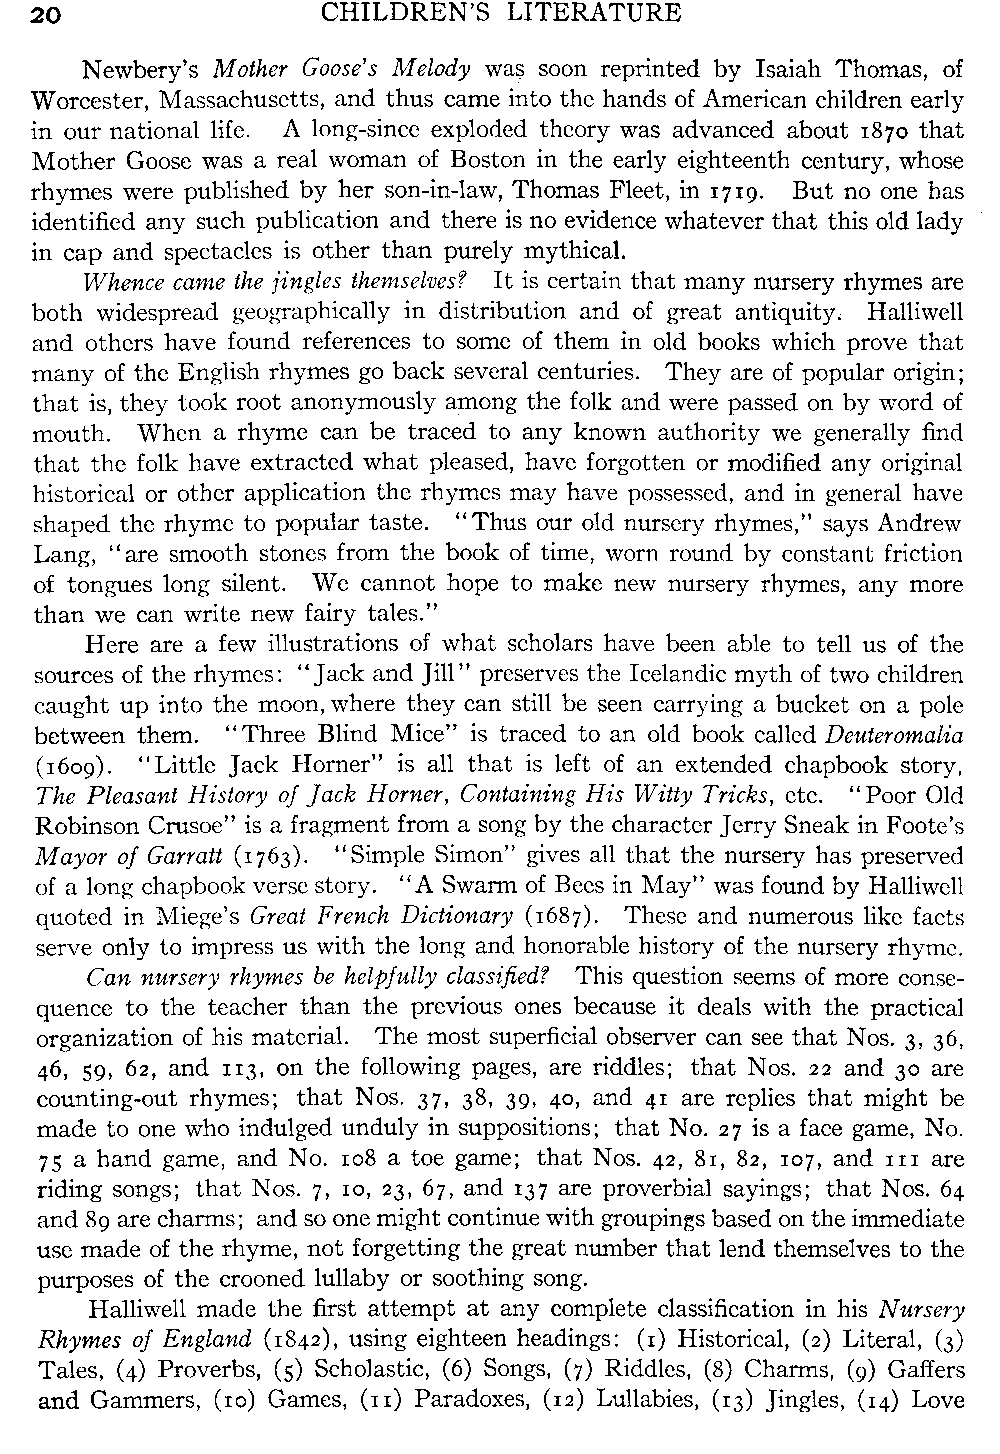 20 CHILDREN'S LITERATURE
Newbery's Mother Goose's Melody was soon reprinted by Isaiah Thomas, of
Worcester, Massachusetts, and thus came into the hands of American children early
in our national life. A long-since exploded theory was advanced about 1870 that
Mother Goose was a real woman of Boston in the early eighteenth century, whose
rhymes were published by her son-in-law, Thomas Fleet, in 1719. But no one has
identified any such publication and there is no evidence whatever that this old lady
in cap and spectacles is other than purely mythical.
Whence came the jingles themselves? It is certain that many nursery rhymes are
both widespread geographically in distribution and of great antiquity. Halliwell
and others have found references to some of them in old books which prove that
many of the English rhymes go back several centuries. They are of popular origin;
that is, they took root anonymously among the folk and were passed on by word of
mouth. When a rhyme can be traced to any known authority we generally find
that the folk have extracted what pleased, have forgotten or modified any original
historical or other application the rhymes may have possessed, and in general have
shaped the rhyme to popular taste. "Thus our old nursery rhymes," says Andrew
Lang, "are smooth stones from the book of time, worn round by constant friction
of tongues long silent. We cannot hope to make new nursery rhymes, any more
than we can write new fairy tales."
Here are a few illustrations of what scholars have been able to tell us of the
sources of the rhymes: "Jack and Jill" preserves the Icelandic myth of two children
caught up into the moon, where they can still be seen carrying a bucket on a pole
between them. "Three Blind Mice" is traced to an old book called Deuteromalia
(1609). "Little Jack Horner" is all that is left of an extended chapbook story,
The Pleasant History of Jack Horner, Containing His Witty Tricks, etc. "Poor Old
Robinson Crusoe" is a fragment from a song by the character Jerry Sneak in Foote's
Mayor of Garratt (1763). "Simple Simon" gives all that the nursery has preserved
of a long chapbook verse story. "A Swarm of Bees in May" was found by Halliwell
quoted in Miege's Great French Dictionary (1687). These and numerous like facts
serve only to impress us with the long and honorable history of the nursery rhyme.
Can nursery rhymes be helpfully classified? This question seems of more conse-
quence to the teacher than the previous ones because it deals with the practical
organization of his material. The most superficial observer can see that Nos. 3, 36,
46, 59, 62, and 113, on the following pages, are riddles; that Nos. 22 and 30 are
counting-out rhymes; that Nos. 37, 38, 39, 40, and 41 are replies that might be
made to one who indulged unduly in suppositions; that No. 27 is a face game, No.
75 a hand game, and No. 108 a toe game; that Nos. 42, 81, 82, 107, and 111 are
riding songs; that Nos. 7, 10, 23, 67, and 137 are proverbial sayings; that Nos. 64
and 89 are charms; and so one might continue with groupings based on the immediate
use made of the rhyme, not forgetting the great number that lend themselves to the
purposes of the crooned lullaby or soothing song.
Halliwell made the first attempt at any complete classification in his Nursery
Rhymes of England (1842), using eighteen headings: (1) Historical, (2) Literal, (3)
Tales, (4) Proverbs, (5) Scholastic, (6) Songs, (7) Riddles, (8) Charms, (9) Gaffers
and Gammers, (10) Games, (11) Paradoxes, (12) Lullabies, (13) Jingles, (14) Love